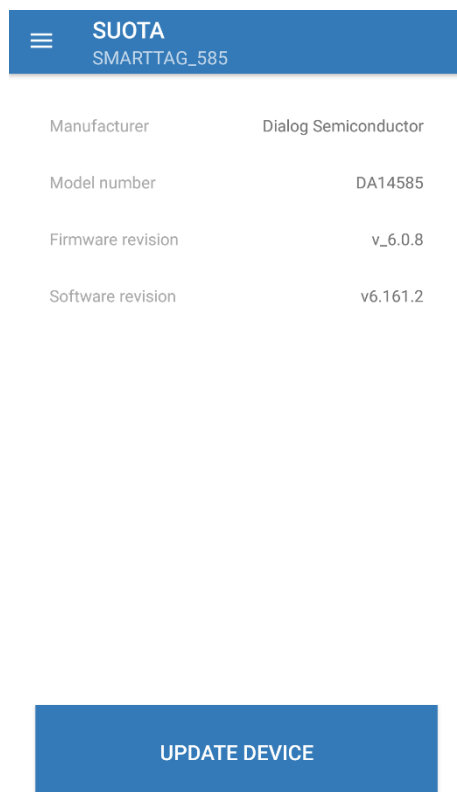 SUOTA
SMARTTAG_585
Manufacturer Dialog Semiconductor
Model number DA14585
Firmware revision v_6.0.8
Software revision v6.161.2
UPDATE DEVICE